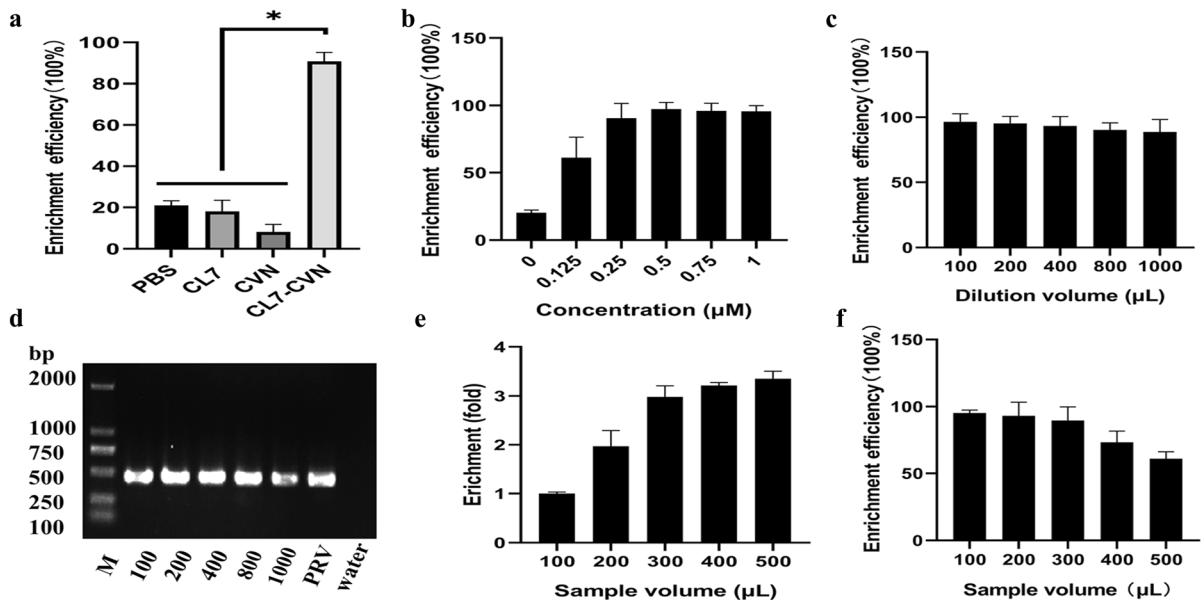 a
Enrichment efficiency(100%)
100
80
60
40
20
0
*
PBS
CL7
CVN
CL7-CVN
b
Enrichment efficiency(100%)
150
100
50
0
0
0.125
0.25
0.5
0.75
1
Concentration (µM)
c
Enrichment efficiency(100%)
150
100
50
0
100 200 400 800 1000
Dilution volume (µL)
d
bp
2000
1000
750
500
250
100
M
100
200
400
800
1000
PRV
water
e
Enrichment (fold)
4
3
2
1
0
100 200 300 400 500
Sample volume (µL)
f
Enrichment efficiency(100%)
150
100
50
0
100 200 300 400 500
Sample volume（µL）